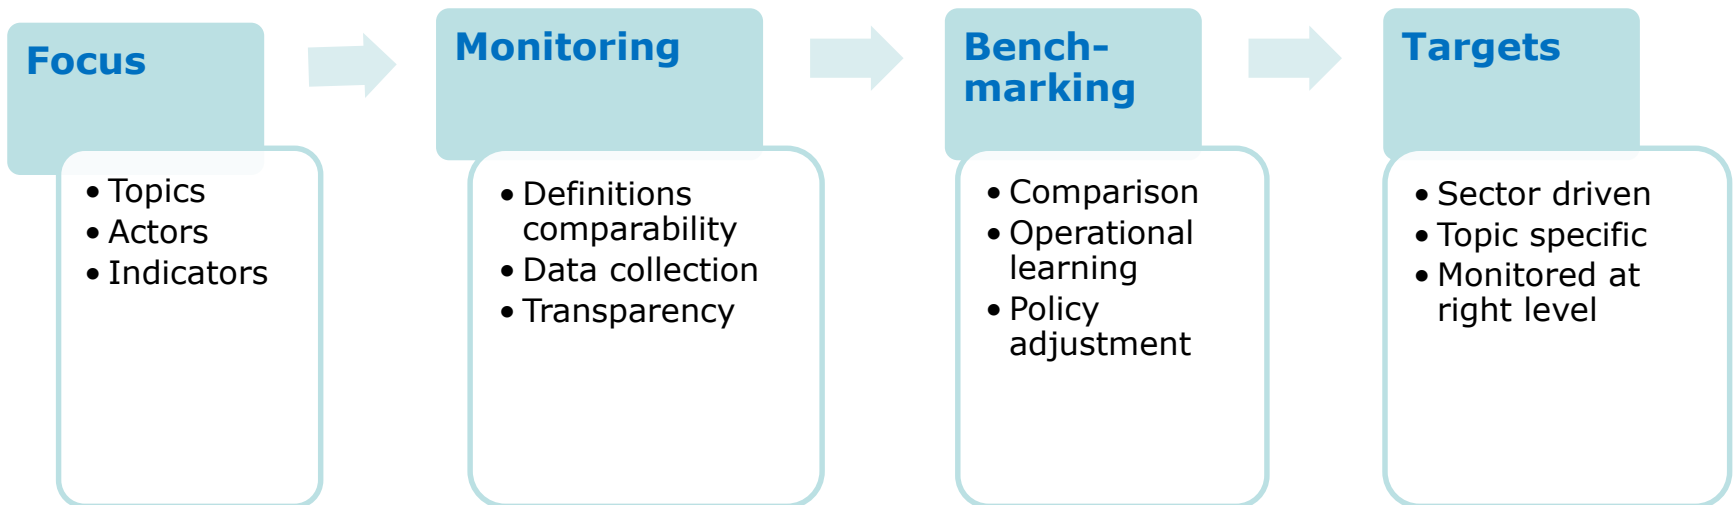 Focus
• Topics
• Actors
• Indicators
Monitoring
• Definitions
comparability
• Data collection
• Transparency
Bench-
marking
• Comparison
• Operational
learning
• Policy
adjustment
Targets
• Sector driven
• Topic specific
• Monitored at
right level